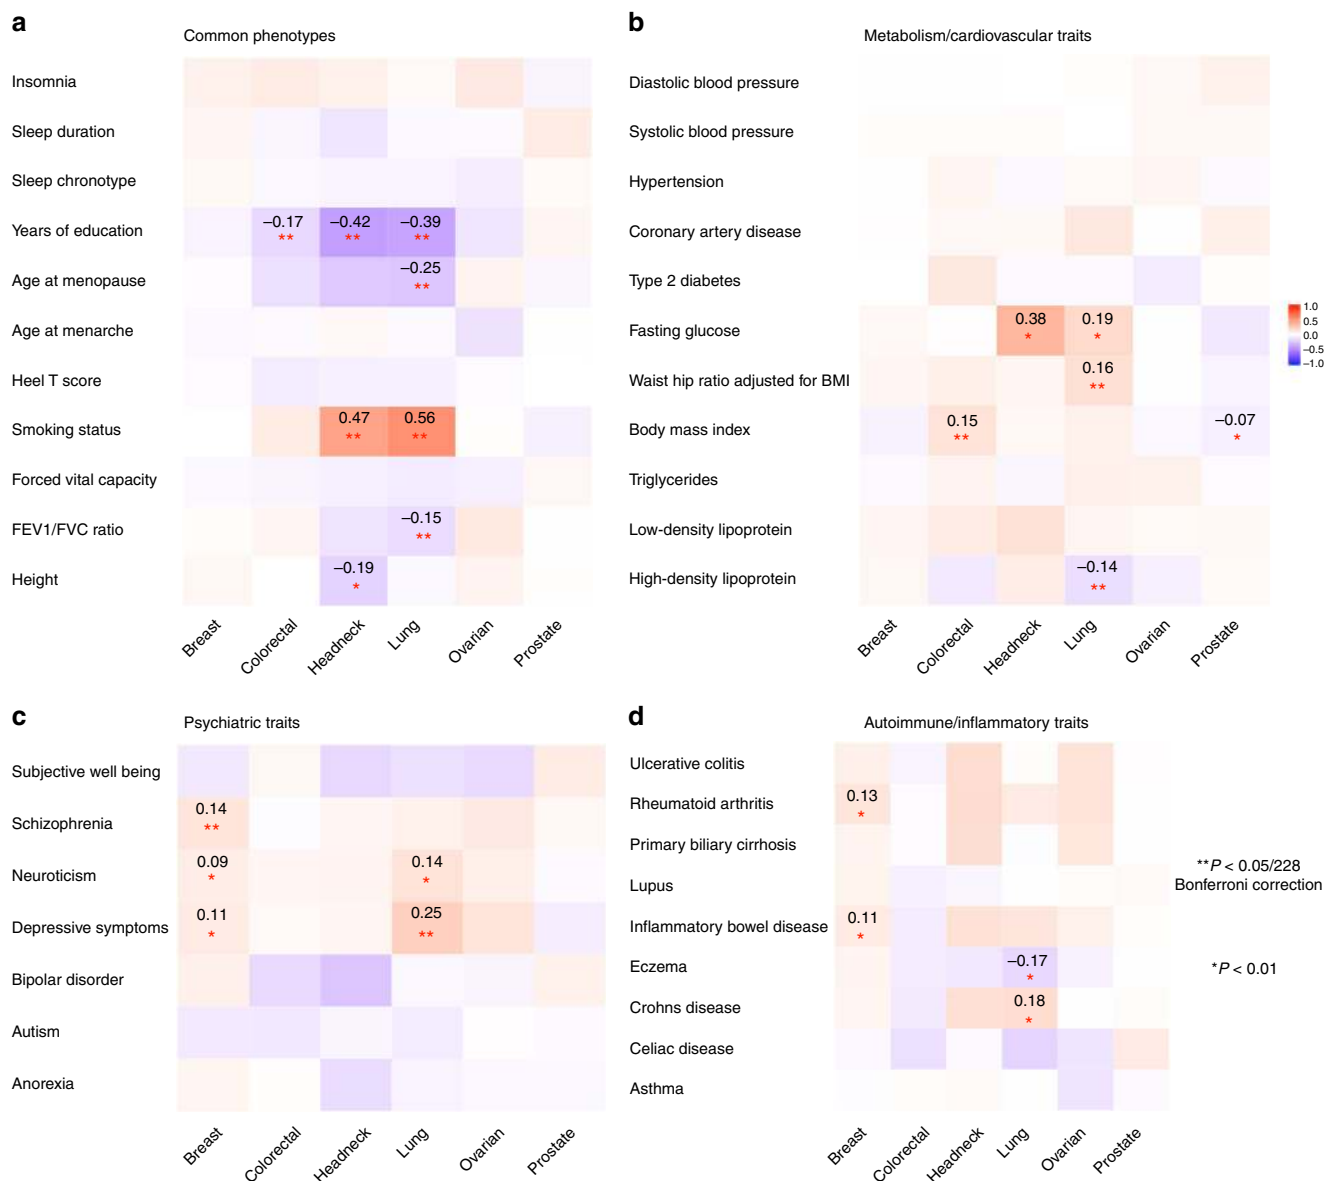 a
Common phenotypes
Insomnia
Sleep duration
Sleep chronotype
Years of education
−0.17
**
−0.42
**
−0.39
**
Age at menopause
−0.25
**
Age at menarche
Heel T score
Smoking status
0.47
**
0.56
**
Forced vital capacity
FEV1/FVC ratio
−0.15
**
Height
−0.19
*
Breast
Colorectal
Headneck
Lung
Ovarian
Prostate
b
Metabolism/cardiovascular traits
Diastolic blood pressure
Systolic blood pressure
Hypertension
Coronary artery disease
Type 2 diabetes
Fasting glucose
0.38
*
0.19
*
Waist hip ratio adjusted for BMI
0.16
**
Body mass index
0.15
**
−0.07
*
Triglycerides
Low-density lipoprotein
High-density lipoprotein
−0.14
**
Breast
Colorectal
Headneck
Lung
Ovarian
Prostate
1.0
0.5
0.0
−0.5
−1.0
c
Psychiatric traits
Subjective well being
Schizophrenia
0.14
**
Neuroticism
0.09
*
0.14
*
Depressive symptoms
0.11
*
0.25
**
Bipolar disorder
Autism
Anorexia
Breast
Colorectal
Headneck
Lung
Ovarian
Prostate
d
Autoimmune/inflammatory traits
Ulcerative colitis
Rheumatoid arthritis
0.13
*
Primary biliary cirrhosis
Lupus
Inflammatory bowel disease
0.11
*
Eczema
−0.17
*
Crohns disease
0.18
*
Celiac disease
Asthma
Breast
Colorectal
Headneck
Lung
Ovarian
Prostate
**P < 0.05/228
Bonferroni correction
*P < 0.01